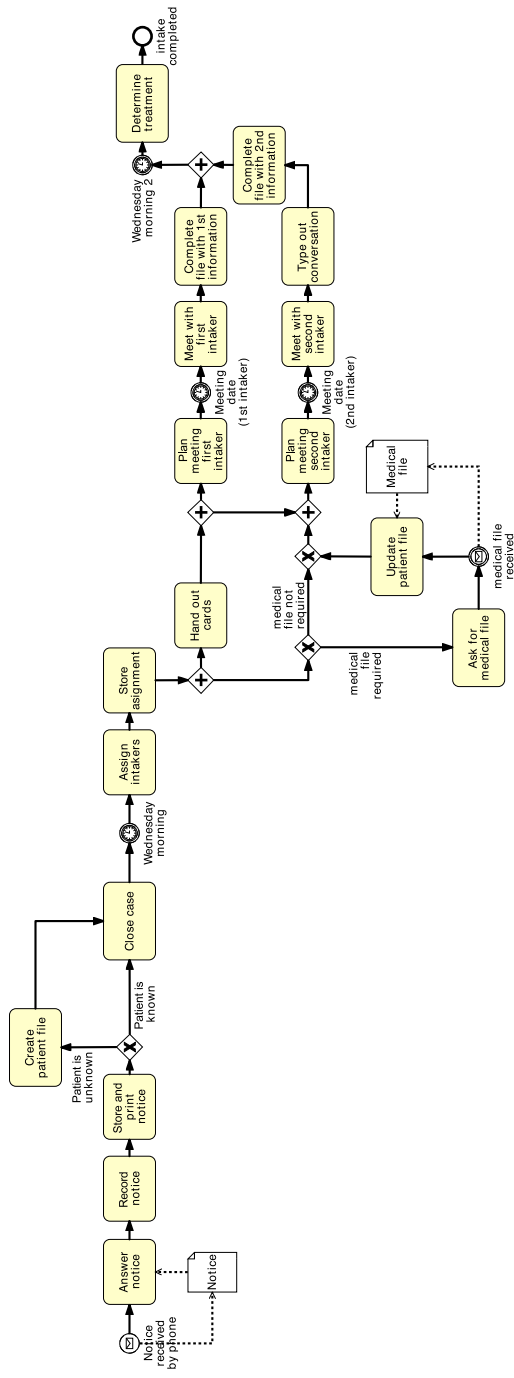 Notice
received
by phone
Notice
Answer
notice
Record
notice
Store and
print
notice
Patient is
unknown
Create
patient file
Patient is
known
Close case
Wednesday
morning
Assign
intakers
Store
asignment
Hand out
cards
medical
file
required
medical
file not
required
Ask for
medical file
medical file
received
Medical
file
Update
patient file
Plan
meeting
first
intaker
Meeting
date
(1st intaker)
Meet with
first
intaker
Complete
file with 1st
information
Plan
meeting
second
intaker
Meeting
date
(2nd intaker)
Meet with
second
intaker
Type out
conversation
Complete
file with 2nd
information
Wednesday
morning 2
Determine
treatment
intake
completed